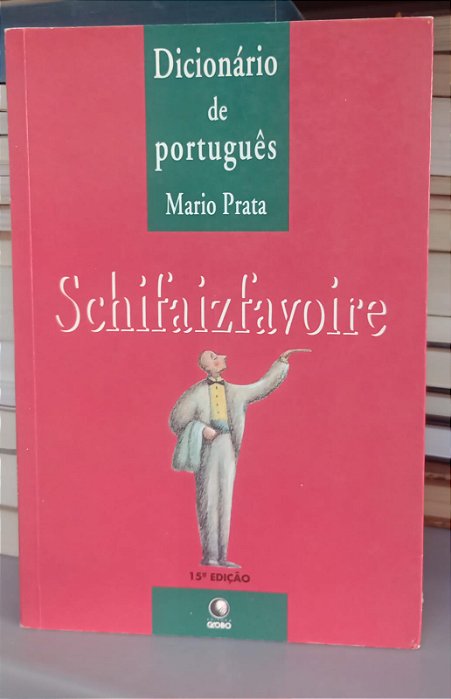 Dicionário
de
português
Mario Prata
Schifaizfavoire
15ª EDIÇÃO
GLOBO